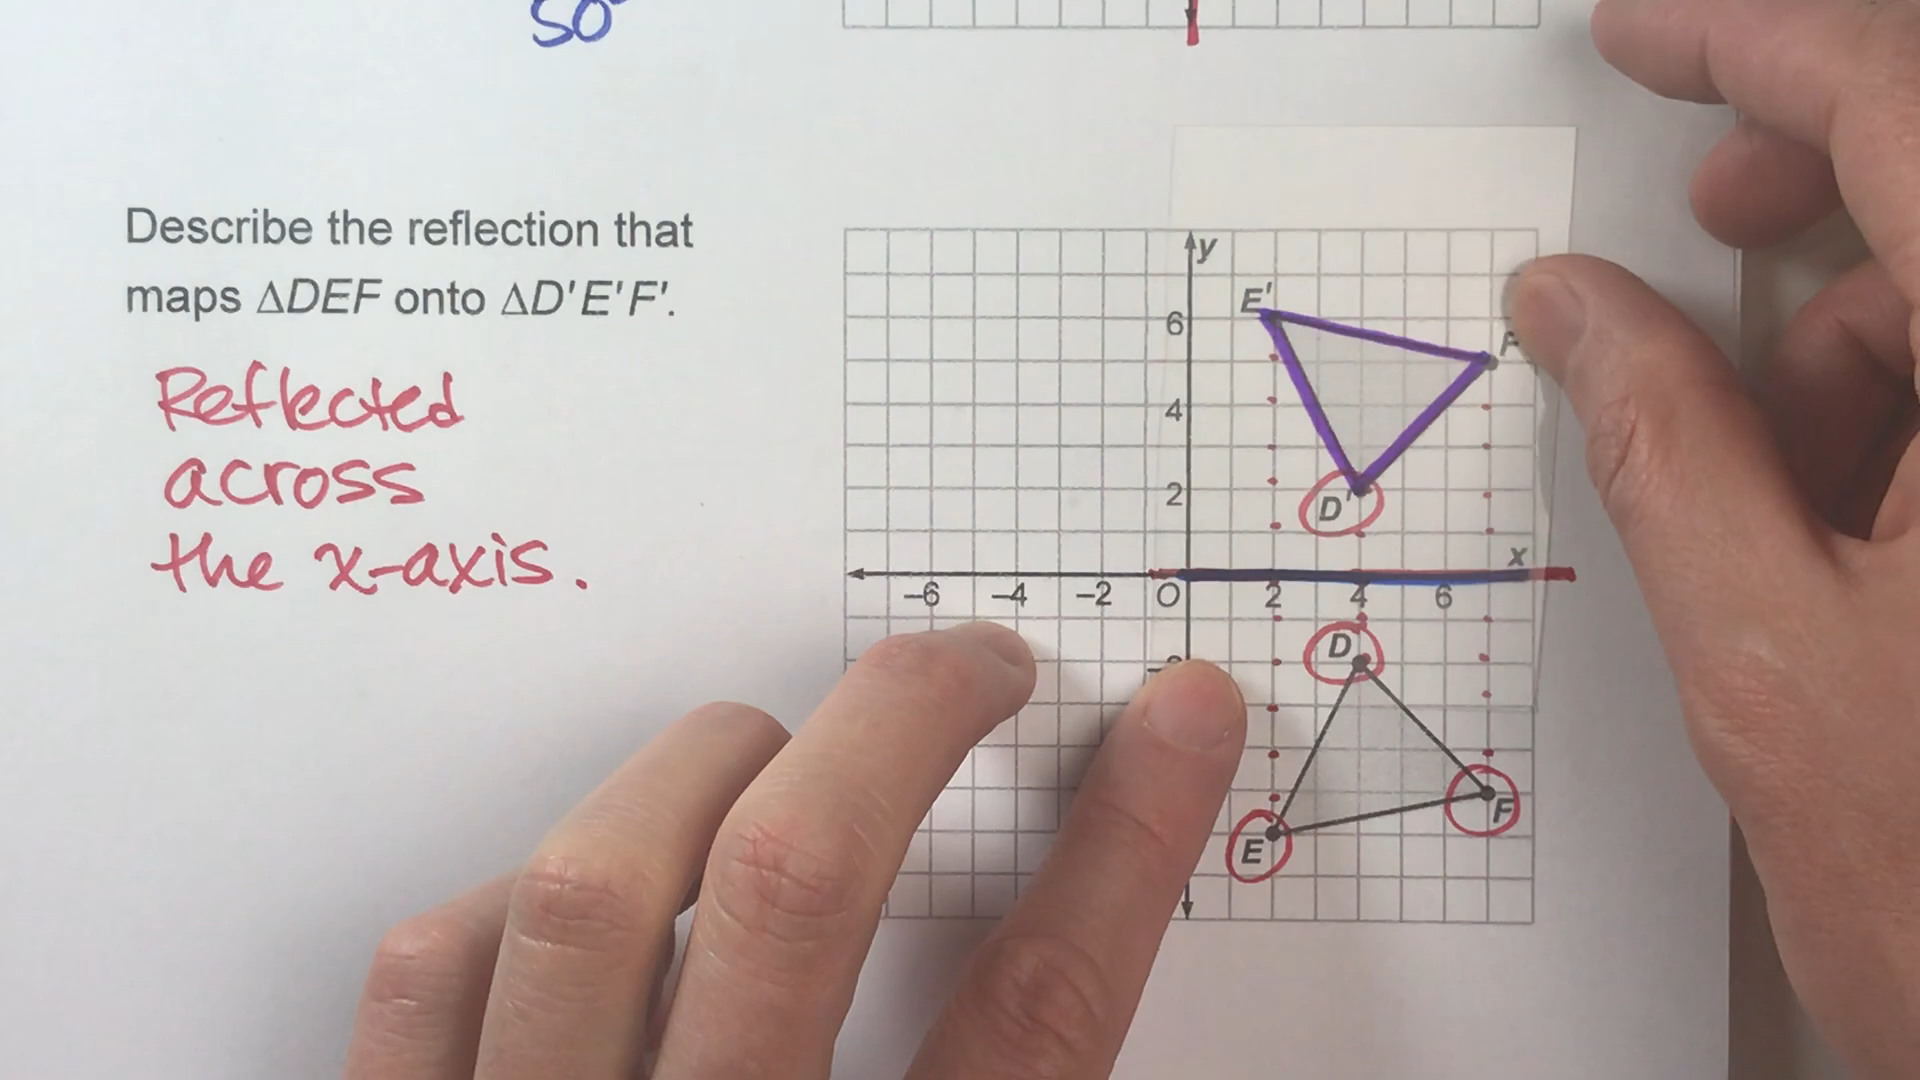 50°
Describe the reflection that
maps ΔDEF onto ΔD'E'F'.
Reflected
across
the x-axis.
y
E'
6
4
D'
2
x
-6 -4 -2 O 2 4 6
D
F
E